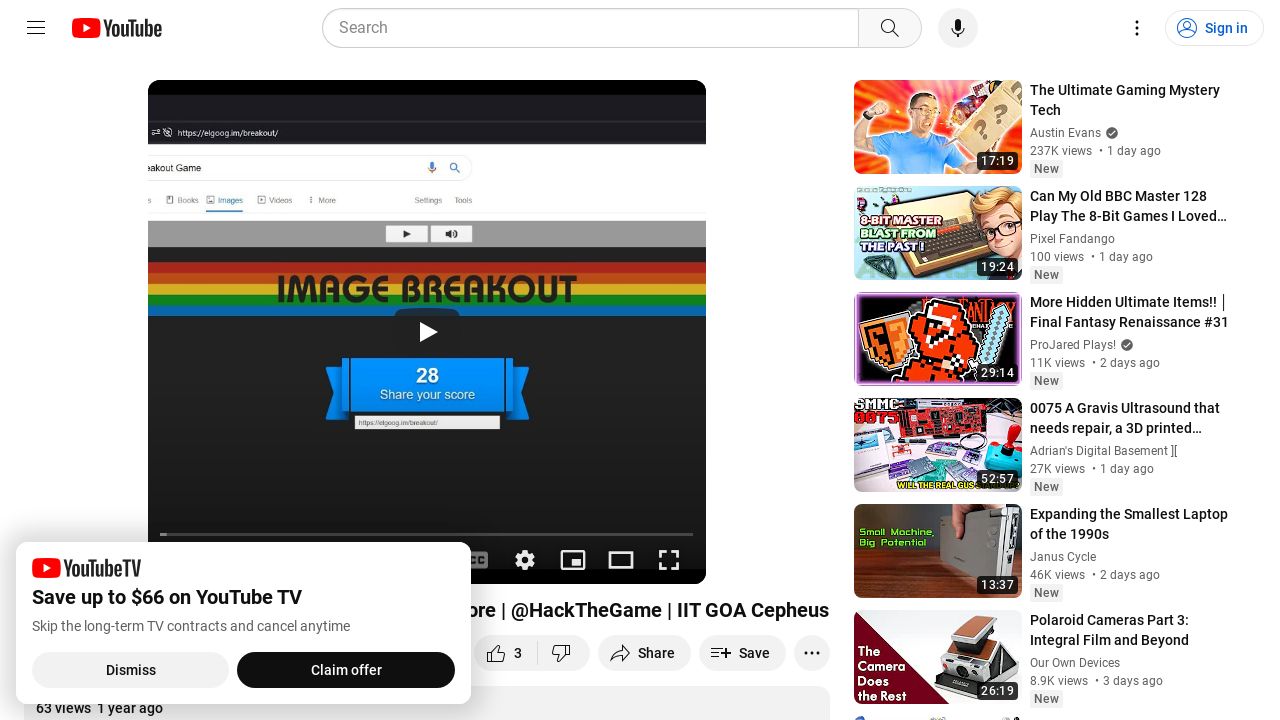 YouTube
Search
Sign in
https://elgoog.im/breakout/
eakout Game
Books
Images
Videos
More
Settings
Tools
IMAGE BREAKOUT
28
Share your score
https://elgoog.im/breakout/
CC
YouTubeTV
Save up to $66 on YouTube TV
Skip the long-term TV contracts and cancel anytime
Dismiss
Claim offer
ore | @HackTheGame | IIT GOA Cepheus
3
Share
Save
63 views 1 year ago
17:19
The Ultimate Gaming Mystery
Tech
Austin Evans
237K views • 1 day ago
New
8-BIT MASTER
BLAST FROM
THE PAST !
19:24
Can My Old BBC Master 128
Play The 8-Bit Games I Loved…
Pixel Fandango
100 views • 1 day ago
New
29:14
More Hidden Ultimate Items!! │
Final Fantasy Renaissance #31
ProJared Plays!
11K views • 2 days ago
New
SMMC
0075
52:57
0075 A Gravis Ultrasound that
needs repair, a 3D printed…
Adrian's Digital Basement ][
27K views • 1 day ago
New
Small Machine,
Big Potential
13:37
Expanding the Smallest Laptop
of the 1990s
Janus Cycle
46K views • 2 days ago
New
The
Camera
Does
the Rest
26:19
Polaroid Cameras Part 3:
Integral Film and Beyond
Our Own Devices
8.9K views • 3 days ago
New